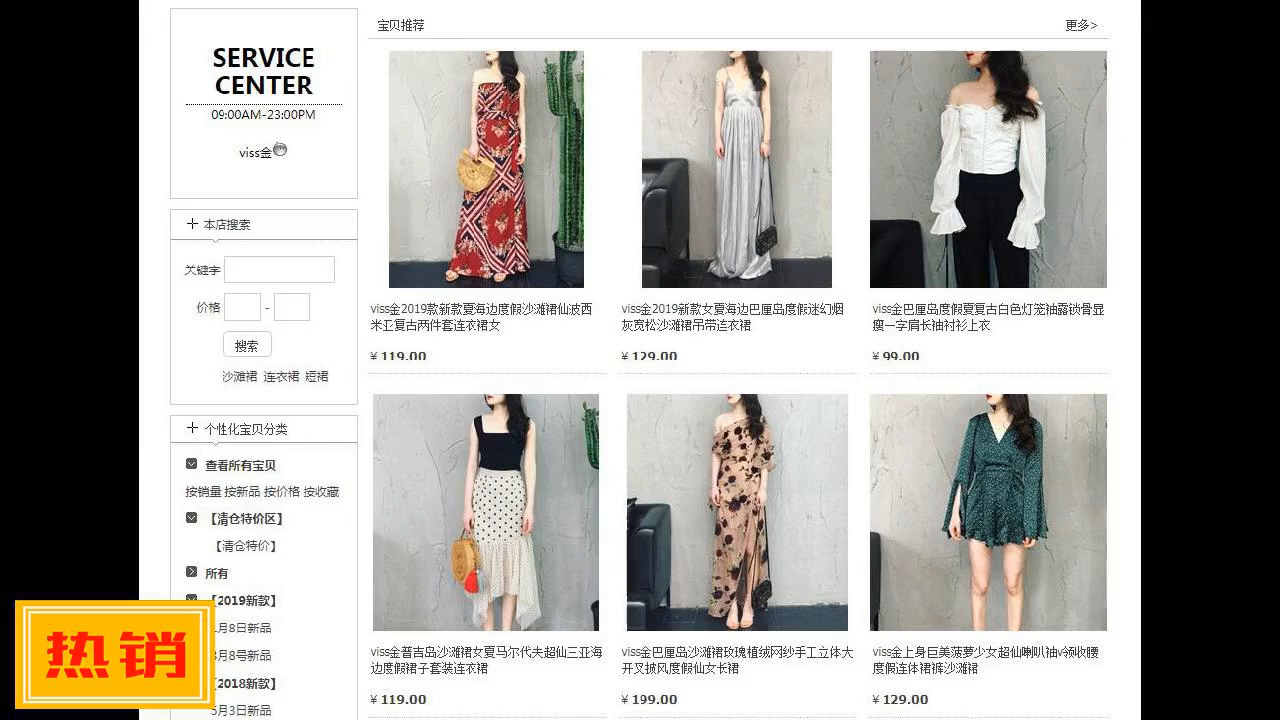 SERVICE
CENTER
09:00AM-23:00PM
viss金
本店搜索
关键字
价格
-
搜索
沙滩裙 连衣裙 短裙
个性化宝贝分类
查看所有宝贝
按销量 按新品 按价格 按收藏
【清仓特价区】
【清仓特价】
所有
【2019新款】
月8日新品
月8号新品
【2018新款】
5月3日新品
热销
宝贝推荐
更多>
viss金2019款新款夏海边度假沙滩裙仙波西
米亚复古两件套连衣裙女
¥ 119.00
viss金2019新款女夏海边巴厘岛度假迷幻烟
灰宽松沙滩裙吊带连衣裙
¥ 129.00
viss金巴厘岛度假夏复古白色灯笼袖露锁骨显
瘦一字肩长袖衬衫上衣
¥ 99.00
viss金普吉岛沙滩裙女夏马尔代夫超仙三亚海
边度假裙子套装连衣裙
¥ 119.00
viss金巴厘岛沙滩裙玫瑰植绒网纱手工立体大
开叉披风度假仙女长裙
¥ 199.00
viss金上身巨美菠萝少女超仙喇叭袖v领收腰
度假连体裙裤沙滩裙
¥ 129.00